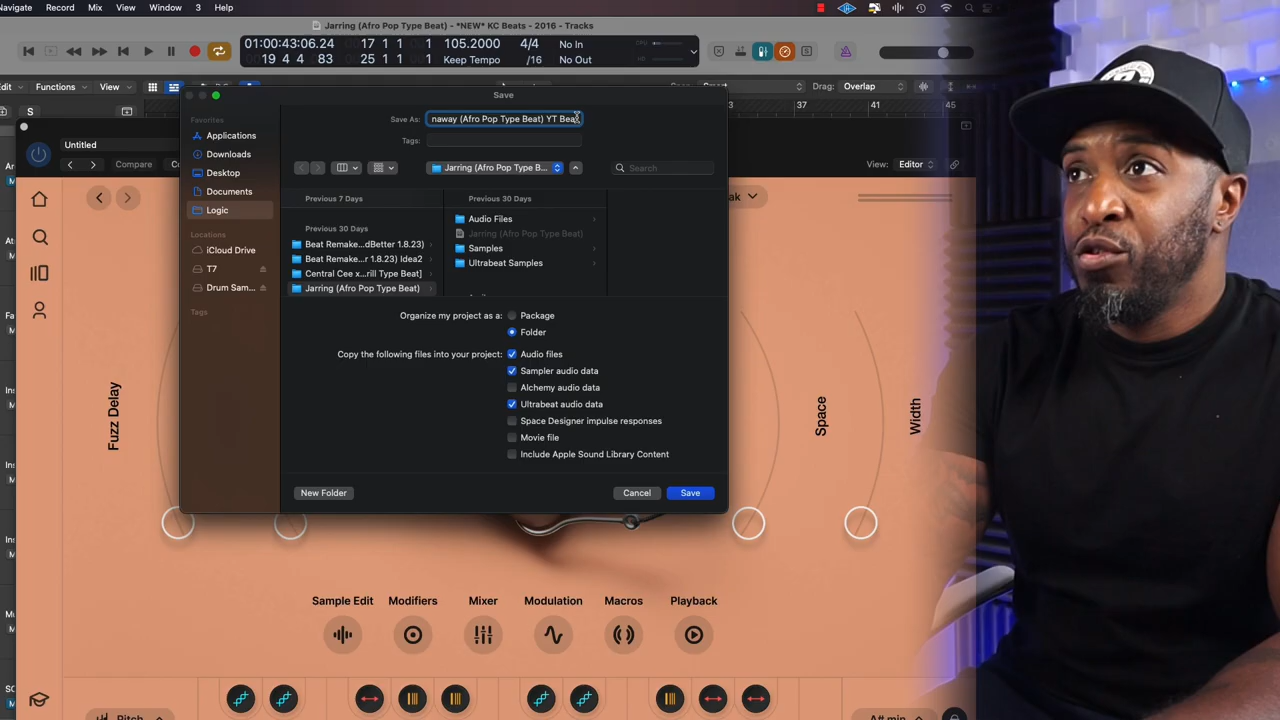 Navigate Record Mix View Window 3 Help
Jarring (Afro Pop Type Beat) - *NEW* KC Beats - 2016 - Tracks
01:00:43:06.24 17 1 1 1 105.2000 4/4 No In
19 4 4 83 25 1 1 1 Keep Tempo /16 No Out
CPU
Functions View
Drag: Overlap
S
37 41 45
Save
Save As: naway (Afro Pop Type Beat) YT Bea
Tags:
Favorites
Applications
Downloads
Desktop
Documents
Logic
Locations
iCloud Drive
T7
Drum Sam...
Tags
Jarring (Afro Pop Type B...
Search
Previous 7 Days
Previous 30 Days
Beat Remake...dBetter 1.8.23)
Beat Remake...r 1.8.23) Idea2
Central Cee x...rill Type Beat]
Jarring (Afro Pop Type Beat)
Previous 30 Days
Audio Files
Jarring (Afro Pop Type Beat)
Samples
Ultrabeat Samples
Organize my project as a: Package
Folder
Copy the following files into your project: Audio files
Sampler audio data
Alchemy audio data
Ultrabeat audio data
Space Designer impulse responses
Movie file
Include Apple Sound Library Content
New Folder Cancel Save
Untitled
Compare
View: Editor
Fuzz Delay
Space
Width
Sample Edit Modifiers Mixer Modulation Macros Playback
Pitch
A# min